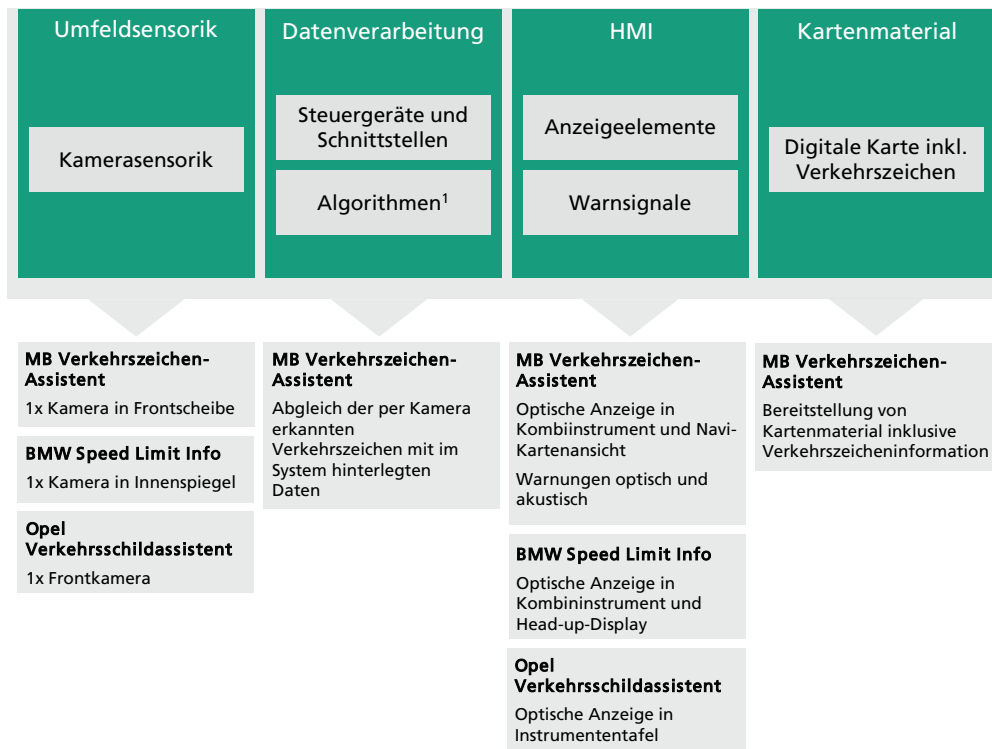 Umfeldsensorik
Kamerasensorik
Datenverarbeitung
Steuergeräte und
Schnittstellen
Algorithmen¹
HMI
Anzeigeelemente
Warnsignale
Kartenmaterial
Digitale Karte inkl.
Verkehrszeichen
MB Verkehrszeichen-
Assistent
1x Kamera in Frontscheibe
BMW Speed Limit Info
1x Kamera in Innenspiegel
Opel
Verkehrsschildassistent
1x Frontkamera
MB Verkehrszeichen-
Assistent
Abgleich der per Kamera
erkannten
Verkehrszeichen mit im
System hinterlegten
Daten
MB Verkehrszeichen-
Assistent
Optische Anzeige in
Kombiinstrument und Navi-
Kartenansicht
Warnungen optisch und
akustisch
BMW Speed Limit Info
Optische Anzeige in
Kombininstrument und
Head-up-Display
Opel
Verkehrsschildassistent
Optische Anzeige in
Instrumententafel
MB Verkehrszeichen-
Assistent
Bereitstellung von
Kartenmaterial inklusive
Verkehrszeicheninformation